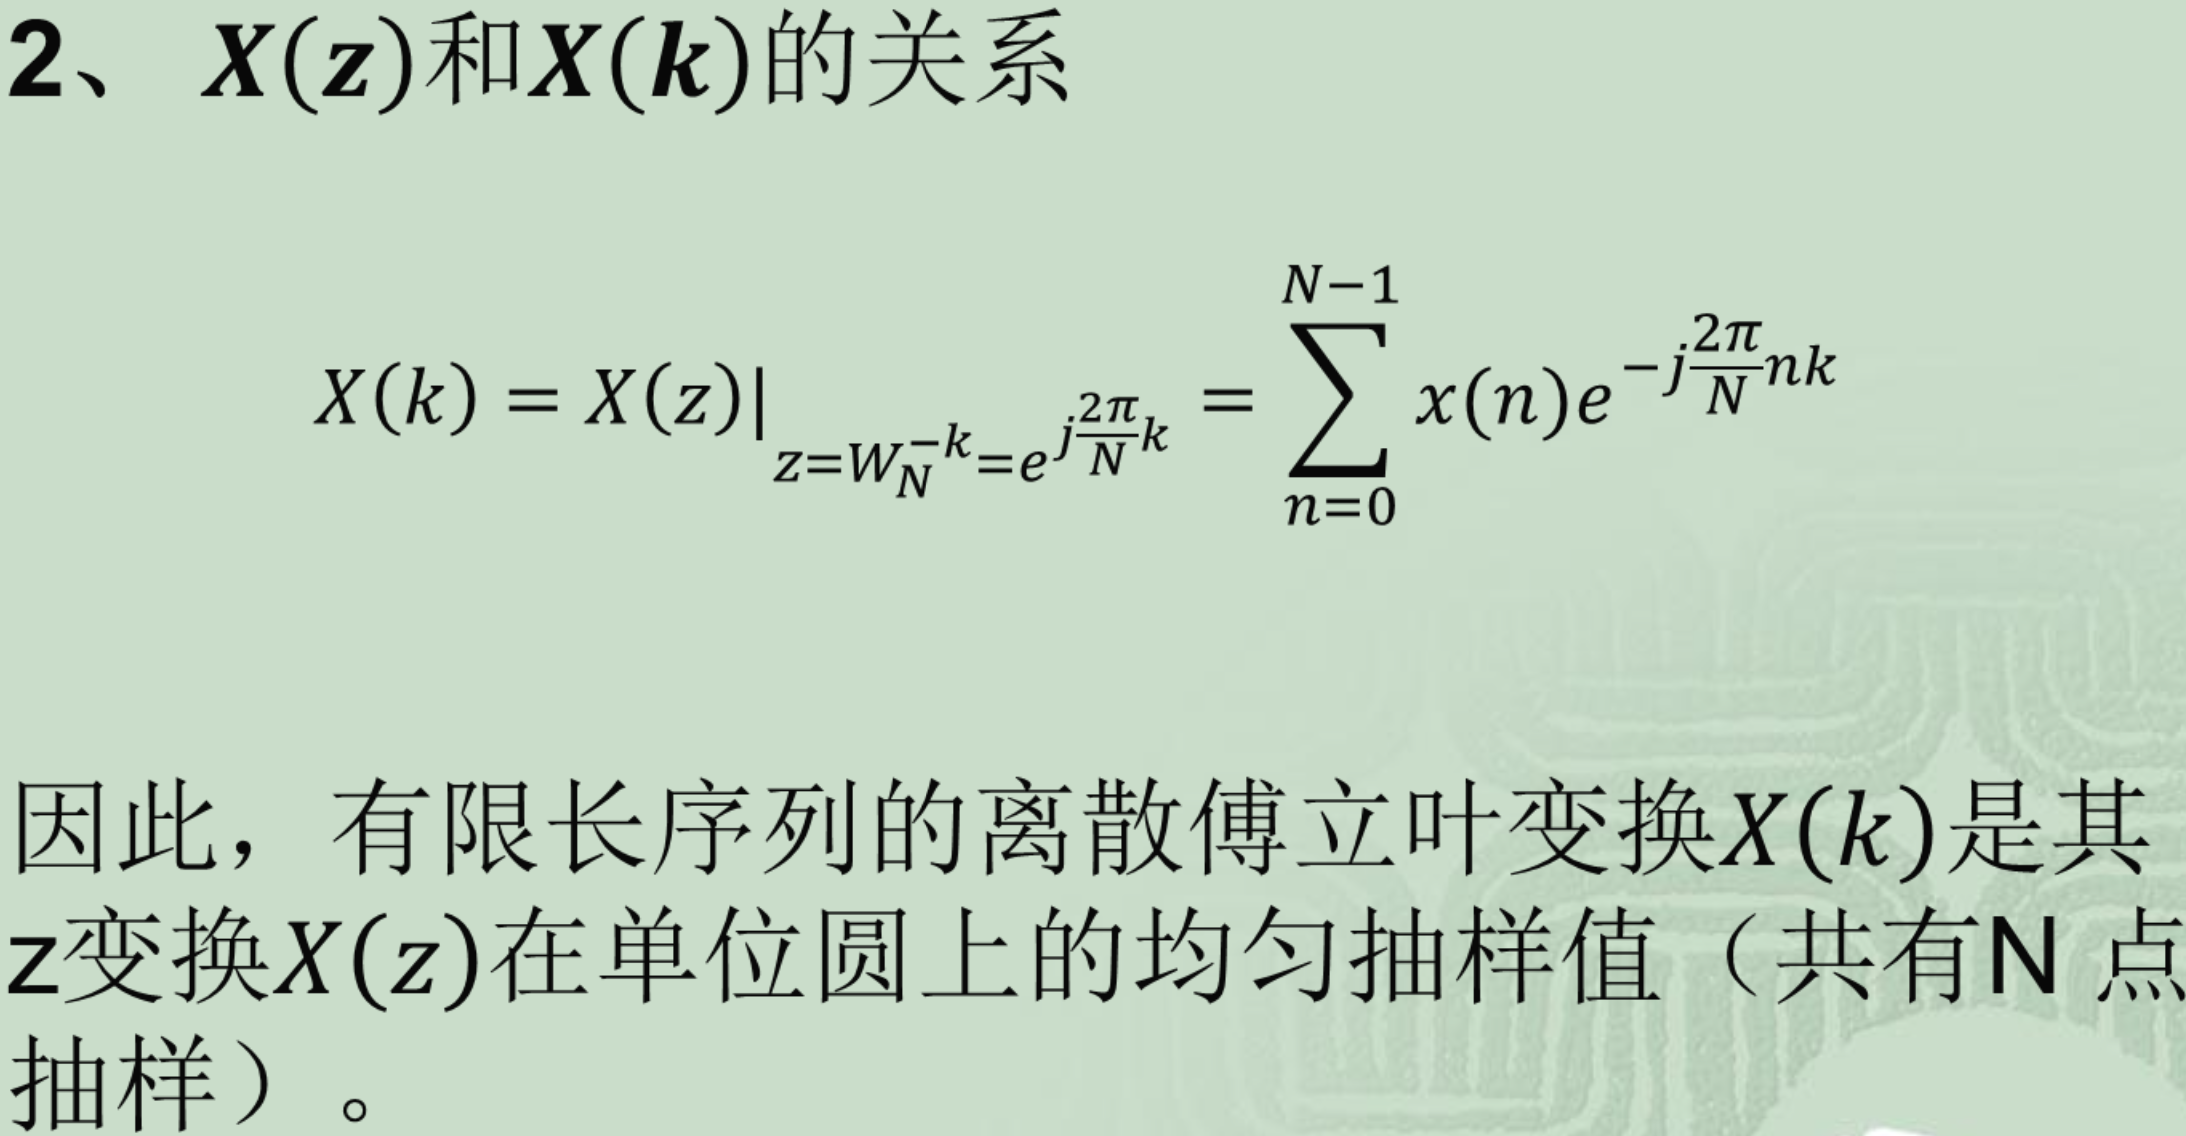 2、 X(z)和X(k)的关系
X(k) = X(z)|_{z=W_N^{-k}=e^{j\frac{2π}{N}k}} = \sum_{n=0}^{N-1} x(n)e^{-j\frac{2π}{N}nk}
因此，有限长序列的离散傅立叶变换X(k)是其
z变换X(z)在单位圆上的均匀抽样值（共有N 点
抽样）。